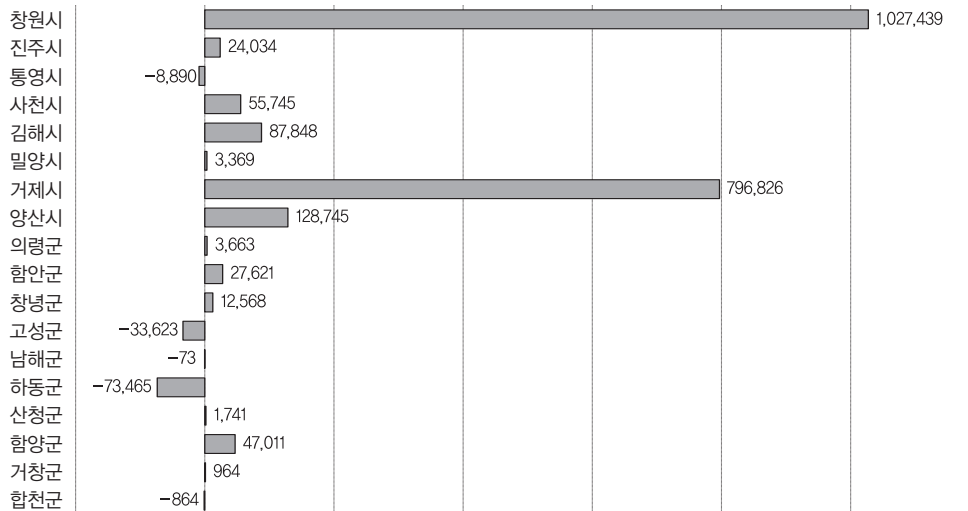 창원시 1,027,439
진주시 24,034
통영시 -8,890
사천시 55,745
김해시 87,848
밀양시 3,369
거제시 796,826
양산시 128,745
의령군 3,663
함안군 27,621
창녕군 12,568
고성군 -33,623
남해군 -73
하동군 -73,465
산청군 1,741
함양군 47,011
거창군 964
합천군 -864